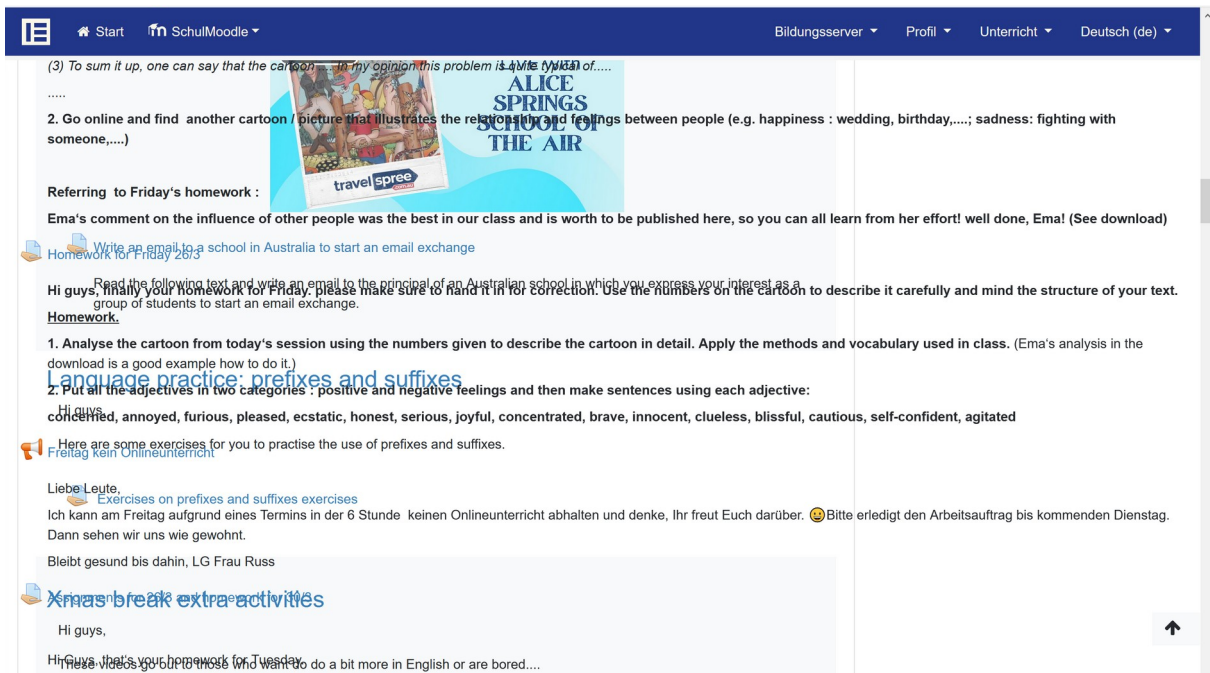 Start SchulMoodle Bildungsserver Profil Unterricht Deutsch (de)
(3) To sum it up, one can say that the cartoon .... In my opinion this problem is quite typical of.....
LIVE WITH
ALICE
SPRINGS
SCHOOL OF
THE AIR
travel spree
.....
2. Go online and find another cartoon / picture that illustrates the relationship and feelings between people (e.g. happiness : wedding, birthday,....; sadness: fighting with
someone,....)
Referring to Friday‘s homework :
Ema‘s comment on the influence of other people was the best in our class and is worth to be published here, so you can all learn from her effort! well done, Ema! (See download)
Write an email to a school in Australia to start an email exchange
Homework for Friday 26/3
Read the following text and write an email to the principal of an Australian school in which you express your interest as a
Hi guys, finally your homework for Friday. please make sure to hand it in for correction. Use the numbers on the cartoon to describe it carefully and mind the structure of your text.
group of students to start an email exchange.
Homework.
1. Analyse the cartoon from today‘s session using the numbers given to describe the cartoon in detail. Apply the methods and vocabulary used in class. (Ema‘s analysis in the
download is a good example how to do it.)
Language practice: prefixes and suffixes
2. Put all the adjectives in two categories : positive and negative feelings and then make sentences using each adjective:
Hi guys,
concerned, annoyed, furious, pleased, ecstatic, honest, serious, joyful, concentrated, brave, innocent, clueless, blissful, cautious, self-confident, agitated
Here are some exercises for you to practise the use of prefixes and suffixes.
Freitag kein Onlineunterricht
Liebe Leute,
Exercises on prefixes and suffixes exercises
Ich kann am Freitag aufgrund eines Termins in der 6 Stunde keinen Onlineunterricht abhalten und denke, Ihr freut Euch darüber. 😀Bitte erledigt den Arbeitsauftrag bis kommenden Dienstag.
Dann sehen wir uns wie gewohnt.
Bleibt gesund bis dahin, LG Frau Russ
Xmas break extra activities
Assignments for 26/3 and homework for 30/3
Hi guys,
Hi Guys, that's your homework for Tuesday.
These videos go out to those who want do do a bit more in English or are bored....